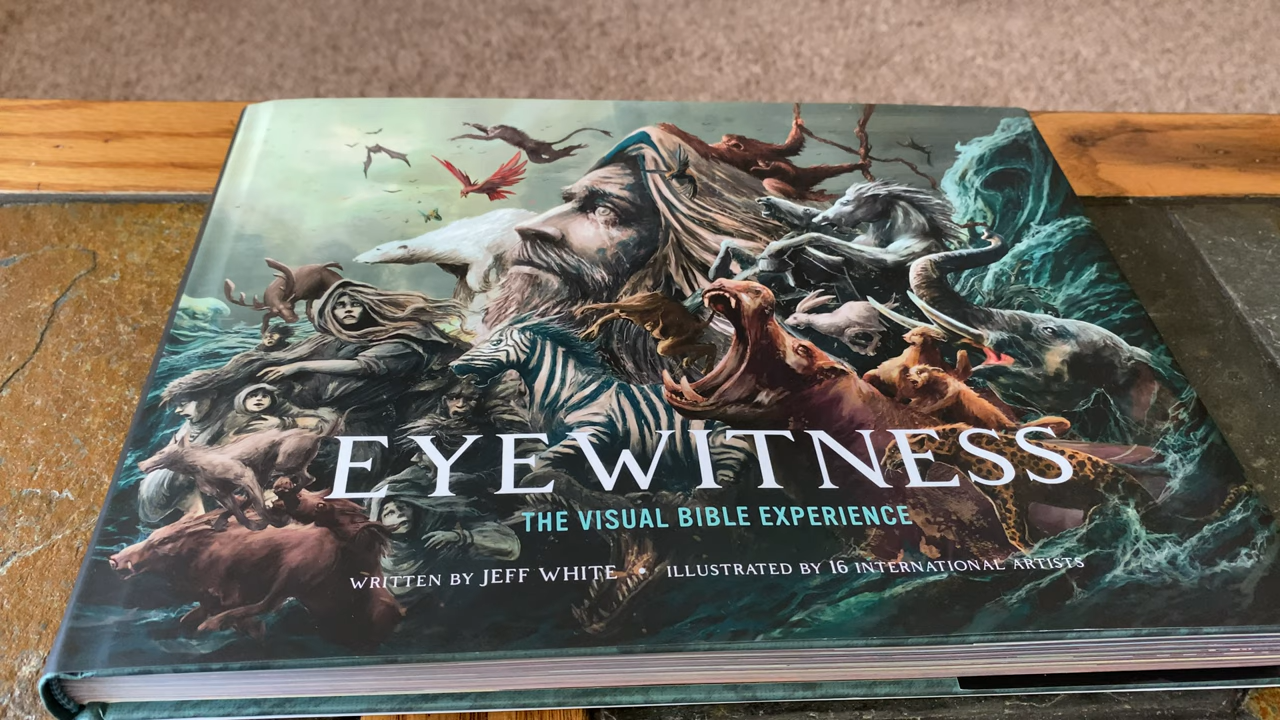 EYEWITNESS
THE VISUAL BIBLE EXPERIENCE
WRITTEN BY JEFF WHITE • ILLUSTRATED BY 16 INTERNATIONAL ARTISTS